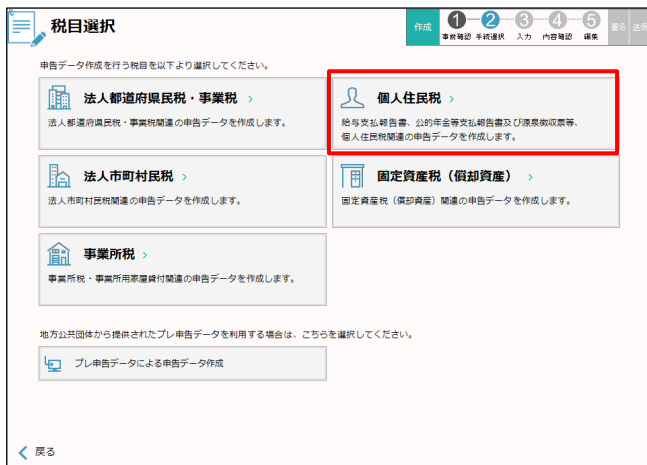 税目選択
作成
1 2 3 4 5
事前確認 手続選択 入力 内容確認 編集
署名 送信
申告データ作成を行う税目を以下より選択してください。
法人都道府県民税・事業税 >
法人都道府県民税・事業税関連の申告データを作成します。
個人住民税 >
給与支払報告書、公的年金等支払報告書及び源泉徴収票等、
個人住民税関連の申告データを作成します。
法人市町村民税 >
法人市町村民税関連の申告データを作成します。
固定資産税（償却資産） >
固定資産税（償却資産）関連の申告データを作成します。
事業所税 >
事業所税・事業所用家屋貸付関連の申告データを作成します。
地方公共団体から提供されたプレ申告データを利用する場合は、こちらを選択してください。
プレ申告データによる申告データ作成
戻る